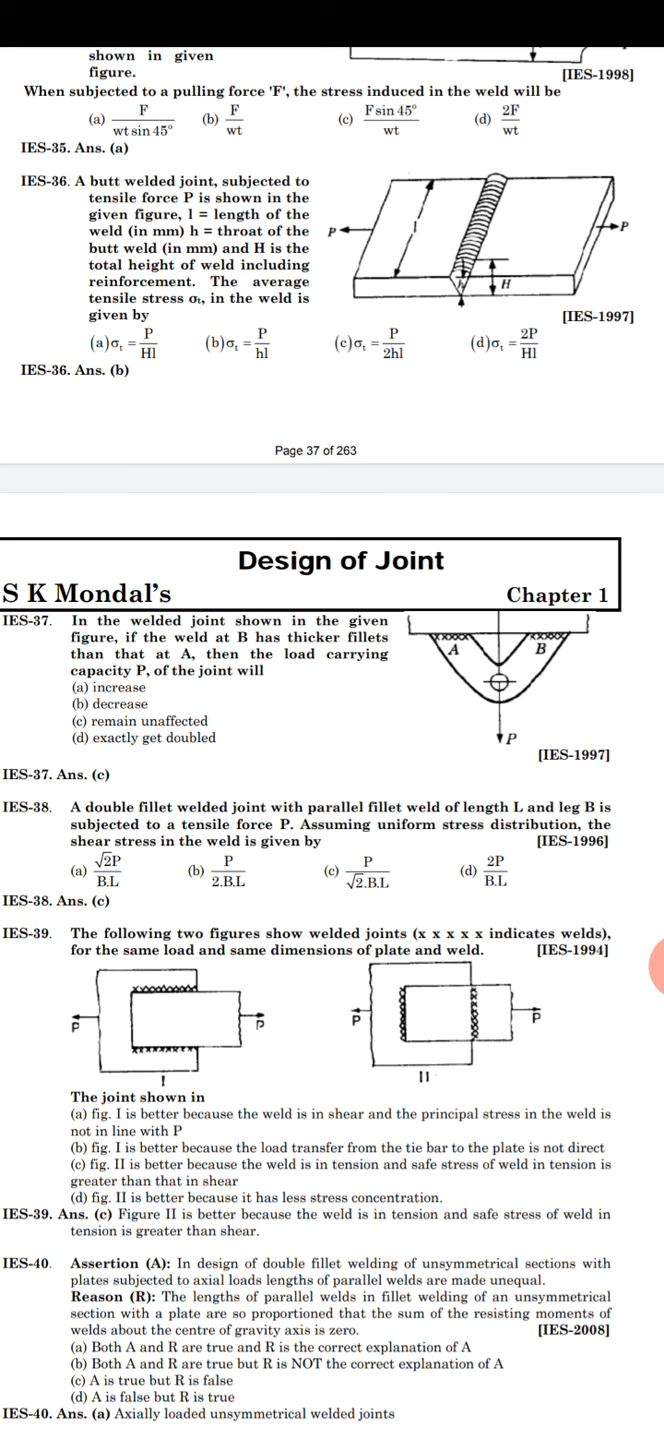 shown in given
figure.
[IES-1998]
When subjected to a pulling force 'F', the stress induced in the weld will be
(a) F / wt sin 45° (b) F / wt (c) F sin 45° / wt (d) 2F / wt
IES-35. Ans. (a)
IES-36. A butt welded joint, subjected to
tensile force P is shown in the
given figure, l = length of the
weld (in mm) h = throat of the
butt weld (in mm) and H is the
total height of weld including
reinforcement. The average
tensile stress σt, in the weld is
given by
P
l
P
h
H
[IES-1997]
(a)σt = P / Hl (b)σt = P / hl (c)σt = P / 2hl (d)σt = 2P / Hl
IES-36. Ans. (b)
Page 37 of 263
Design of Joint
S K Mondal's Chapter 1
IES-37. In the welded joint shown in the given
figure, if the weld at B has thicker fillets
than that at A, then the load carrying
capacity P, of the joint will
(a) increase
(b) decrease
(c) remain unaffected
(d) exactly get doubled
A
B
P
[IES-1997]
IES-37. Ans. (c)
IES-38. A double fillet welded joint with parallel fillet weld of length L and leg B is
subjected to a tensile force P. Assuming uniform stress distribution, the
shear stress in the weld is given by [IES-1996]
(a) √2P / B.L (b) P / 2.B.L (c) P / √2.B.L (d) 2P / B.L
IES-38. Ans. (c)
IES-39. The following two figures show welded joints (x x x x x indicates welds),
for the same load and same dimensions of plate and weld. [IES-1994]
P
P
P
P
I
II
The joint shown in
(a) fig. I is better because the weld is in shear and the principal stress in the weld is
not in line with P
(b) fig. I is better because the load transfer from the tie bar to the plate is not direct
(c) fig. II is better because the weld is in tension and safe stress of weld in tension is
greater than that in shear
(d) fig. II is better because it has less stress concentration.
IES-39. Ans. (c) Figure II is better because the weld is in tension and safe stress of weld in
tension is greater than shear.
IES-40. Assertion (A): In design of double fillet welding of unsymmetrical sections with
plates subjected to axial loads lengths of parallel welds are made unequal.
Reason (R): The lengths of parallel welds in fillet welding of an unsymmetrical
section with a plate are so proportioned that the sum of the resisting moments of
welds about the centre of gravity axis is zero. [IES-2008]
(a) Both A and R are true and R is the correct explanation of A
(b) Both A and R are true but R is NOT the correct explanation of A
(c) A is true but R is false
(d) A is false but R is true
IES-40. Ans. (a) Axially loaded unsymmetrical welded joints